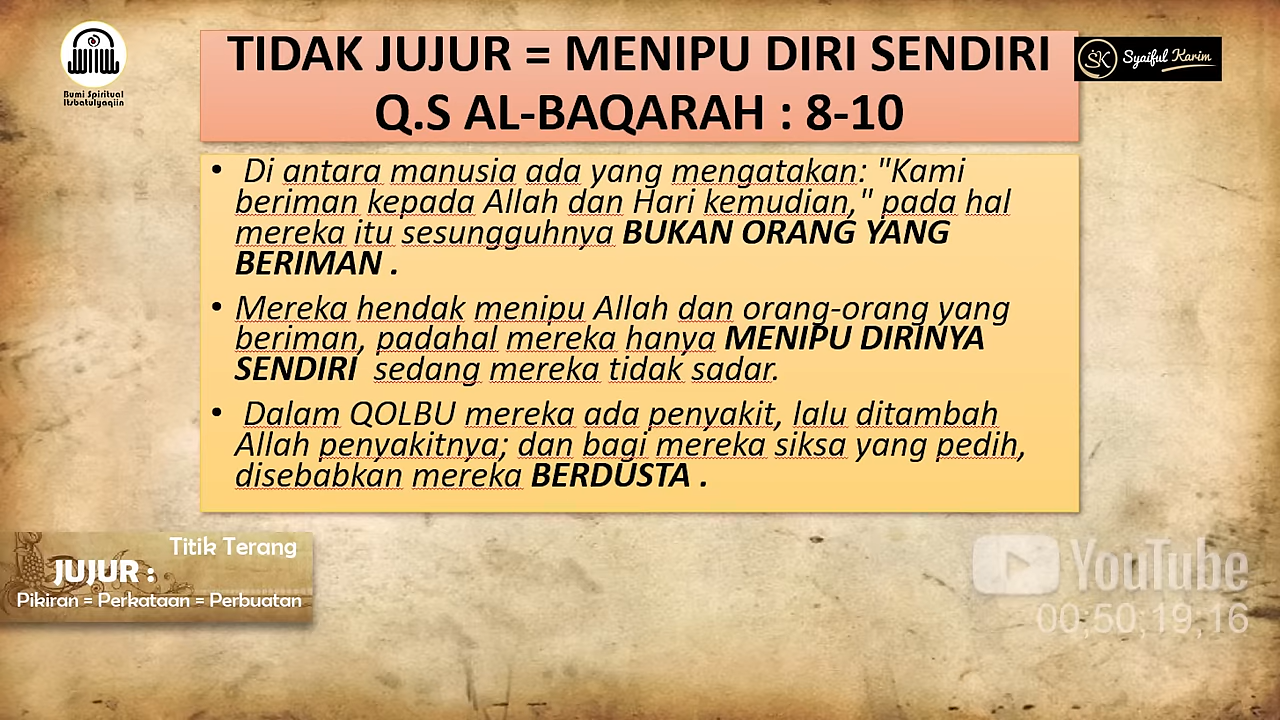 TIDAK JUJUR = MENIPU DIRI SENDIRI
Q.S AL-BAQARAH : 8-10
Bumi Spiritual
Itsbatulyaqiin
SK Syaiful Karim
• Di antara manusia ada yang mengatakan: "Kami
beriman kepada Allah dan Hari kemudian," pada hal
mereka itu sesungguhnya BUKAN ORANG YANG
BERIMAN .
• Mereka hendak menipu Allah dan orang-orang yang
beriman, padahal mereka hanya MENIPU DIRINYA
SENDIRI sedang mereka tidak sadar.
• Dalam QOLBU mereka ada penyakit, lalu ditambah
Allah penyakitnya; dan bagi mereka siksa yang pedih,
disebabkan mereka BERDUSTA .
Titik Terang
JUJUR :
Pikiran = Perkataan = Perbuatan
YouTube
00;50;19;16